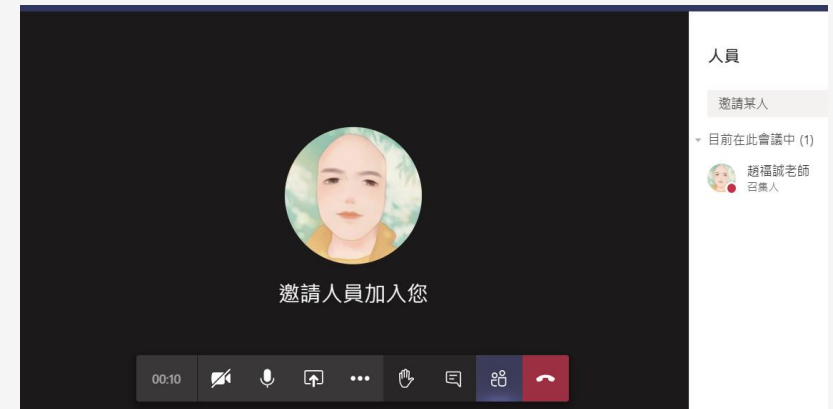 人員
邀請某人
目前在此會議中 (1)
趙福誠老師
召集人
邀請人員加入您
00:10